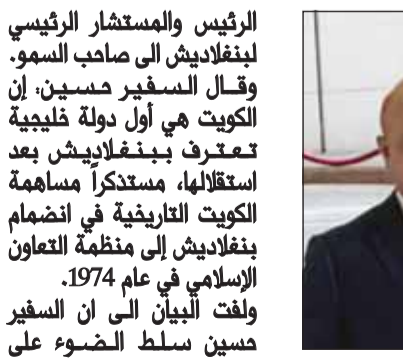 الرئيس والمستشار الرئيسي
لبنغلاديش الى صاحب السمو.
وقال السفير حسين، إن
الكويت هي أول دولة خليجية
تعترف ببنغلاديش بعد
استقلالها، مستذكراً مساهمة
الكويت التاريخية في انضمام
بنغلاديش إلى منظمة التعاون
الإسلامي في عام 1974.
ولفت البيان الى ان السفير
حسين سلط الضوء على